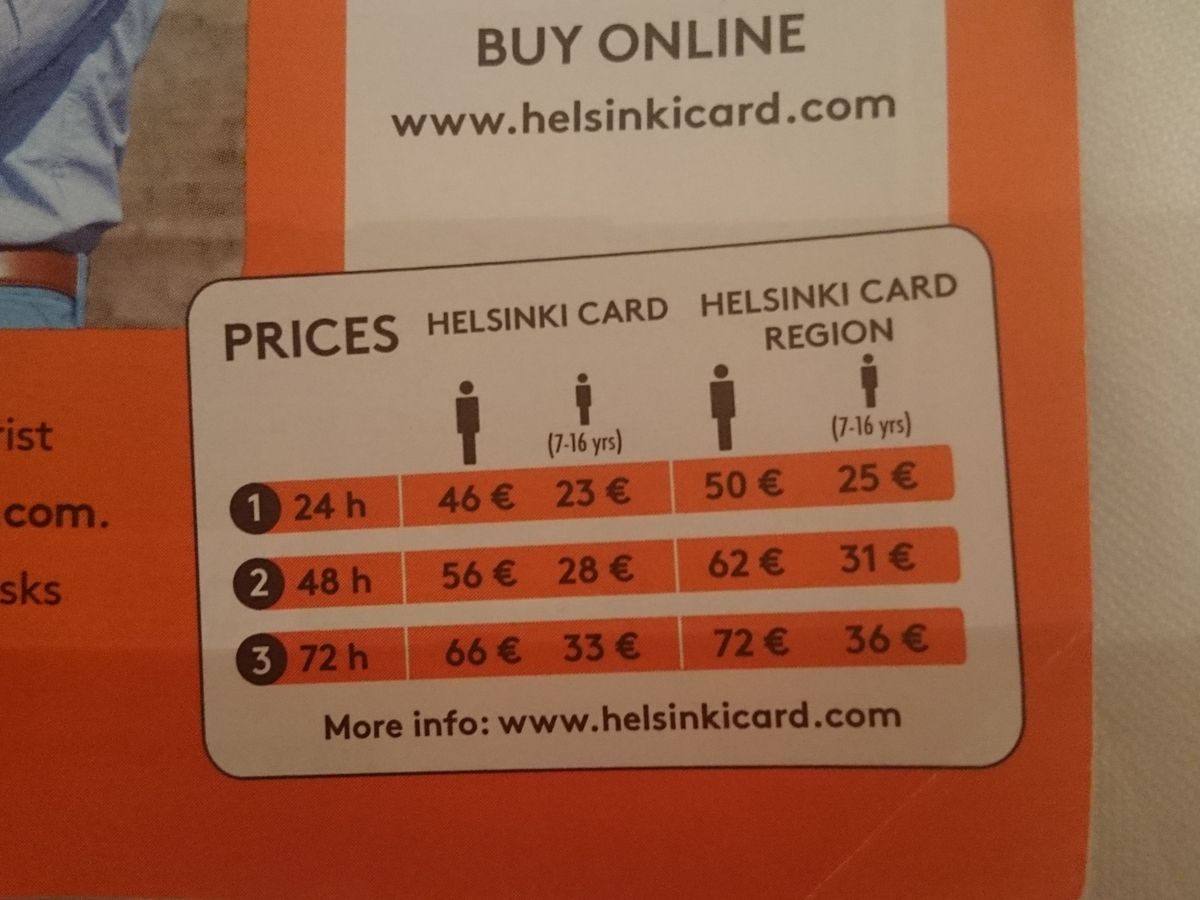 BUY ONLINE
www.helsinkicard.com
rist
.com.
sks
PRICES HELSINKI CARD HELSINKI CARD REGION
(7-16 yrs) (7-16 yrs)
1 24 h 46 € 23 € 50 € 25 €
2 48 h 56 € 28 € 62 € 31 €
3 72 h 66 € 33 € 72 € 36 €
More info: www.helsinkicard.com